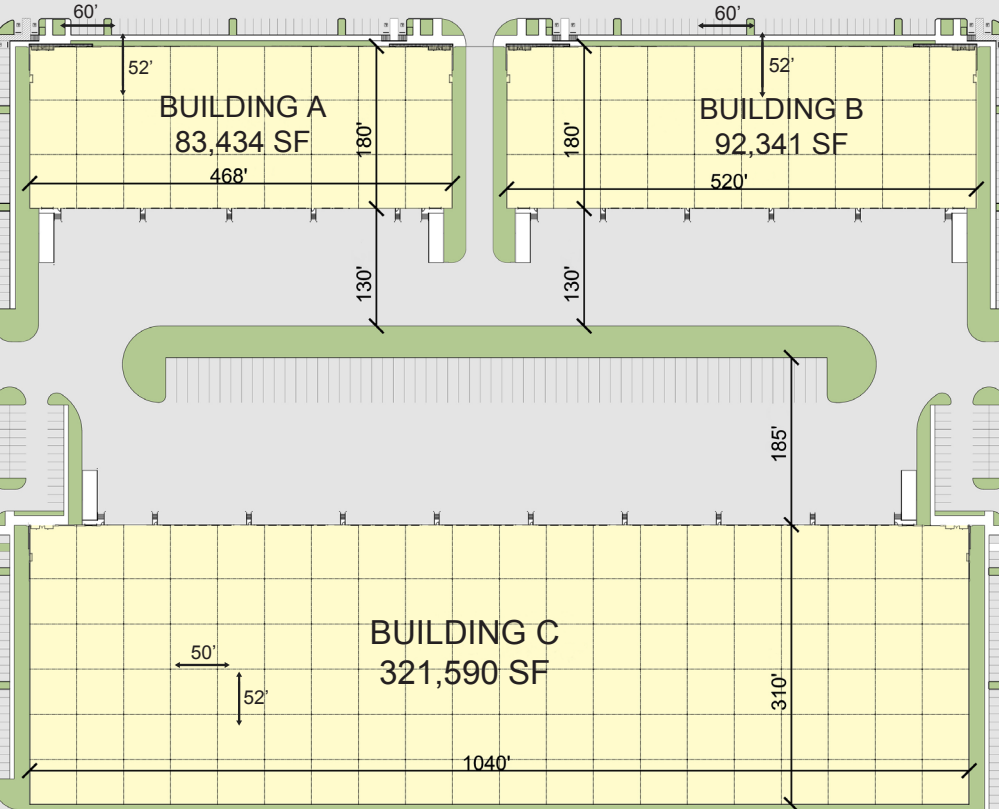 60’
60’
52’
52’
BUILDING A
83,434 SF
180'
468'
BUILDING B
92,341 SF
180'
520'
130'
130'
185'
BUILDING C
321,590 SF
50’
52’
310'
1040'